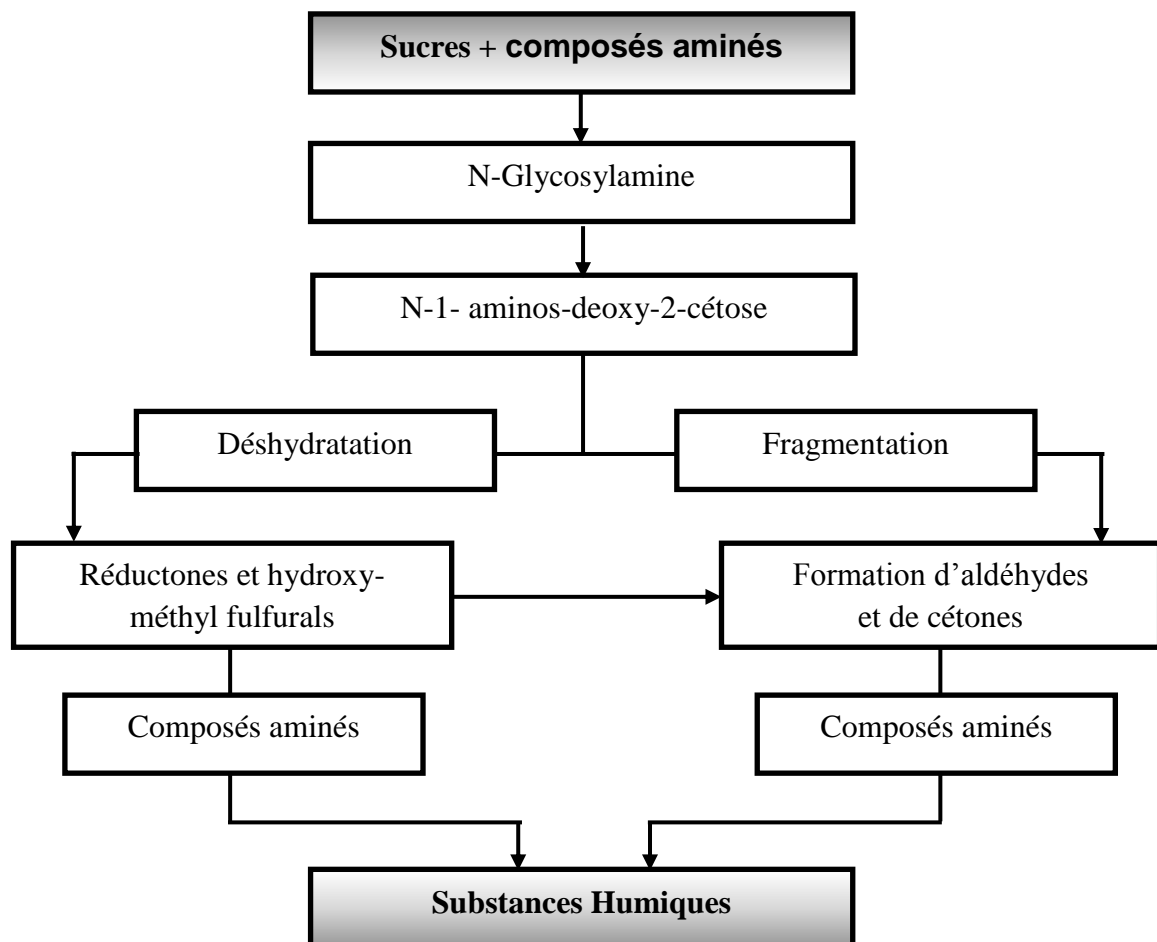 Sucres + composés aminés
N-Glycosylamine
N-1- aminos-deoxy-2-cétose
Déshydratation
Fragmentation
Réductones et hydroxy-
méthyl fulfurals
Formation d’aldéhydes
et de cétones
Composés aminés
Composés aminés
Substances Humiques